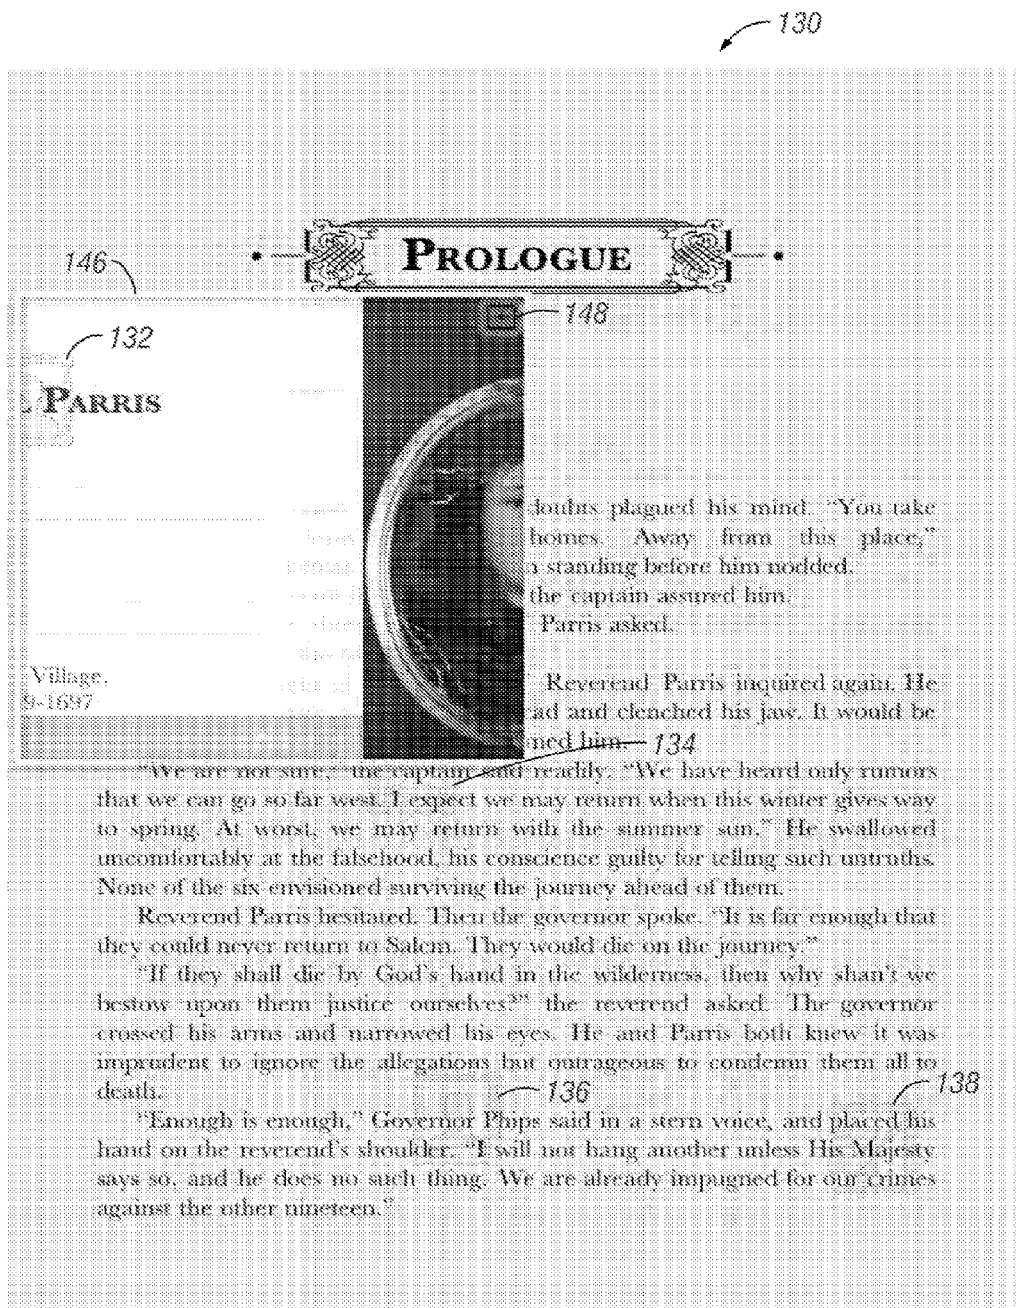 130
PROLOGUE
146
148
132
PARRIS
doubts plagued his mind. “You take
homes. Away from this place,”
standing before him nodded.
the captain assured him.
Parris asked.
Village,
9-1697
Reverend Parris inquired again. He
ad and clenched his jaw. It would be
ned him.
134
“We are not sure,” the captain said readily. “We have heard only rumors
that we can go so far west. I expect we may return when this winter gives way
to spring. At worst, we may return with the summer sun.” He swallowed
uncomfortably at the falsehood, his conscience guilty for telling such untruths.
None of the six envisioned surviving the journey ahead of them.
Reverend Parris hesitated. Then the governor spoke. “It is far enough that
they could never return to Salem. They would die on the journey.”
“If they shall die by God’s hand in the wilderness, then why shan’t we
bestow upon them justice ourselves?” the reverend asked. The governor
crossed his arms and narrowed his eyes. He and Parris both knew it was
imprudent to ignore the allegations but outrageous to condemn them all to
death.
136
138
“Enough is enough,” Governor Phips said in a stern voice, and placed his
hand on the reverend’s shoulder. “I will not hang another unless His Majesty
says so, and he does no such thing. We are already impugned for our crimes
against the other nineteen.”